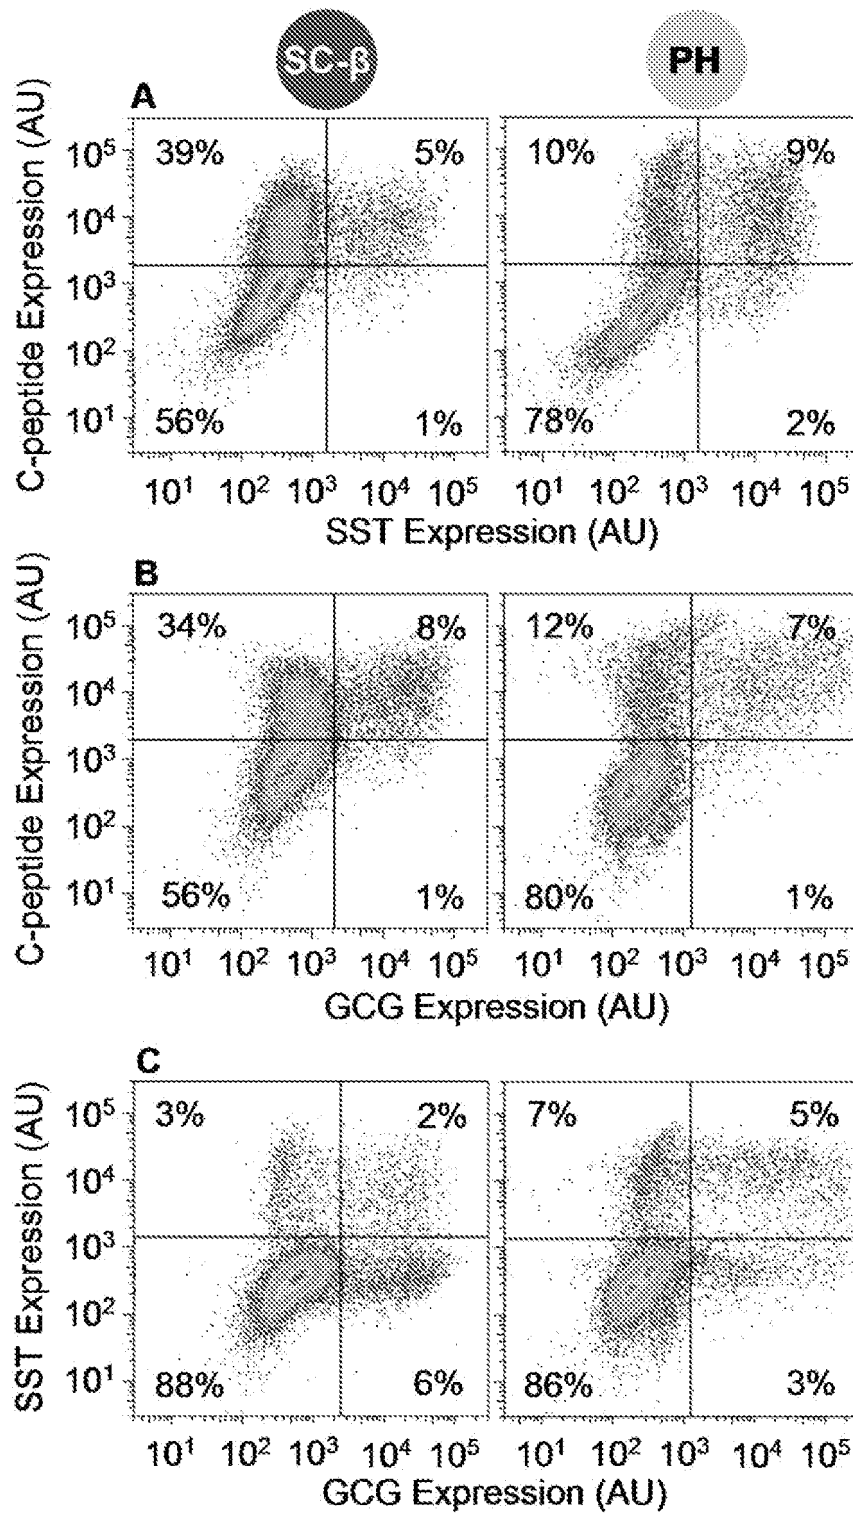 SC-β PH
A
C-peptide Expression (AU)
10⁵ 39% 5% 10% 9%
10⁴
10³
10²
10¹ 56% 1% 78% 2%
10¹ 10² 10³ 10⁴ 10⁵ 10¹ 10² 10³ 10⁴ 10⁵
SST Expression (AU)
B
C-peptide Expression (AU)
10⁵ 34% 8% 12% 7%
10⁴
10³
10²
10¹ 56% 1% 80% 1%
10¹ 10² 10³ 10⁴ 10⁵ 10¹ 10² 10³ 10⁴ 10⁵
GCG Expression (AU)
C
SST Expression (AU)
10⁵ 3% 2% 7% 5%
10⁴
10³
10²
10¹ 88% 6% 86% 3%
10¹ 10² 10³ 10⁴ 10⁵ 10¹ 10² 10³ 10⁴ 10⁵
GCG Expression (AU)